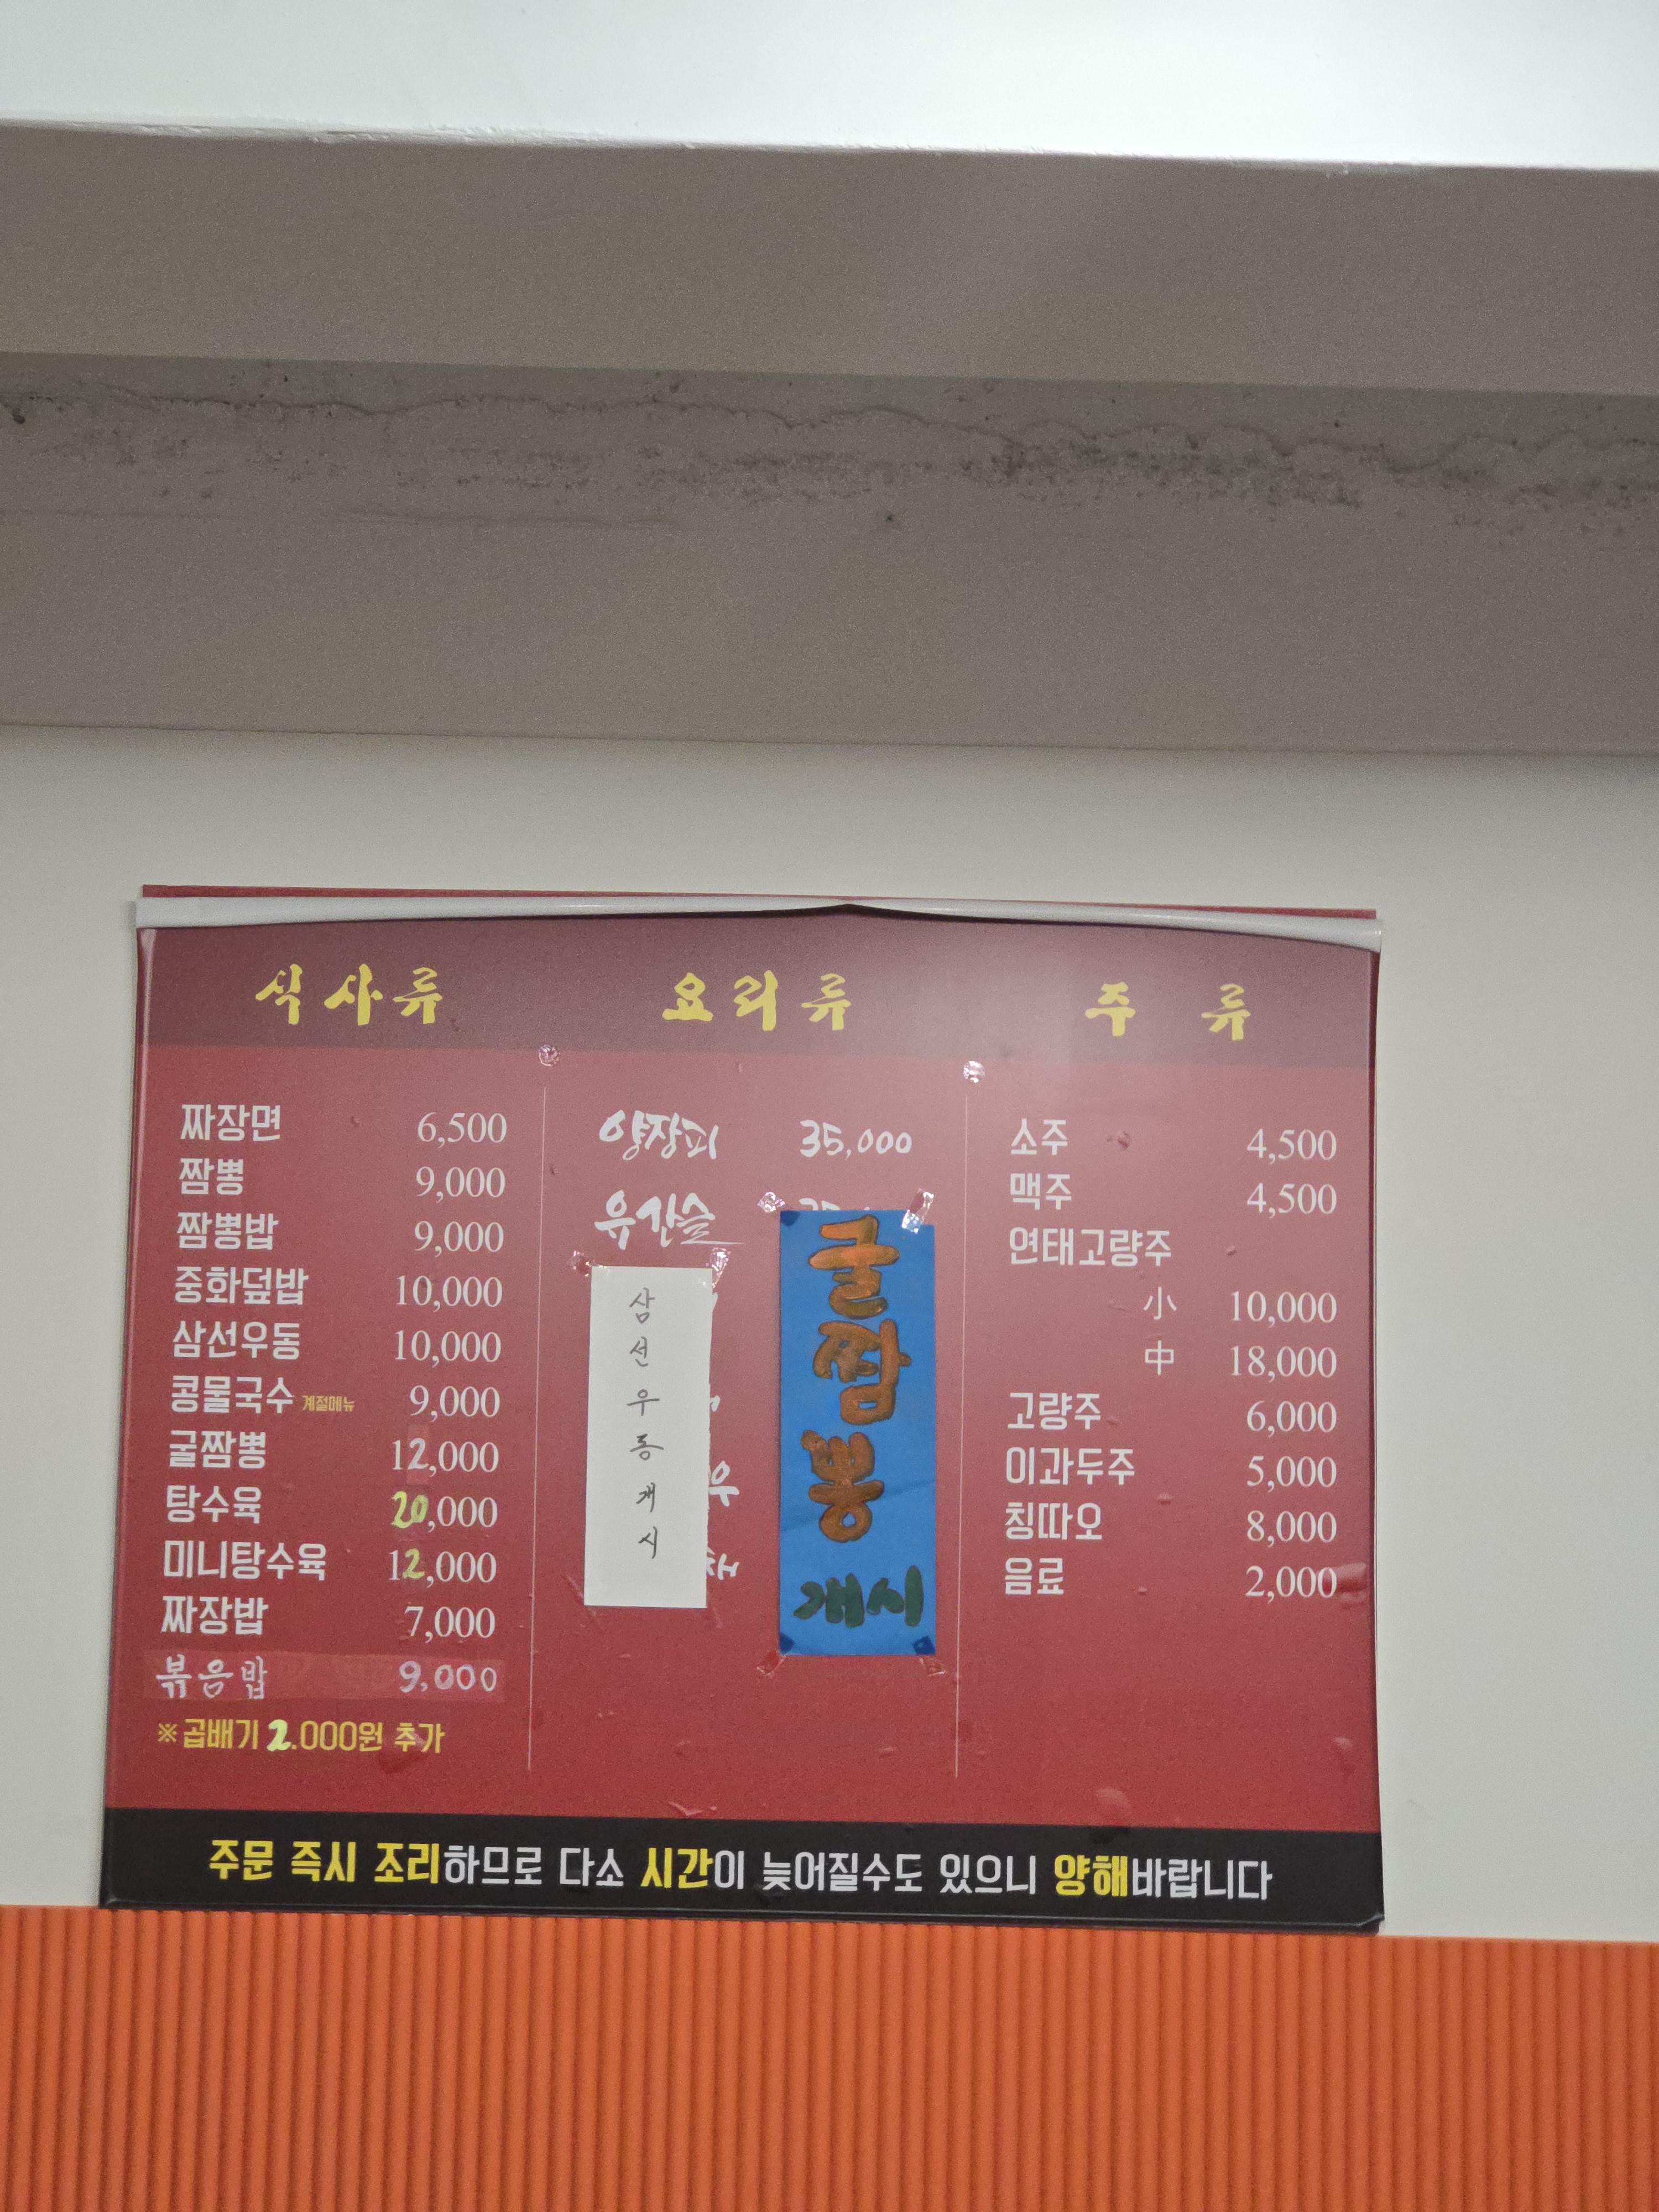 식사류
짜장면 6,500
짬뽕 9,000
짬뽕밥 9,000
중화덮밥 10,000
삼선우동 10,000
콩물국수 계절메뉴 9,000
굴짬뽕 12,000
탕수육 20,000
미니탕수육 12,000
짜장밥 7,000
볶음밥 9,000
※곱배기 2.000원 추가
요리류
양장피 35,000
유산슬
삼선우동개시
굴짬뽕
개시
주 류
소주 4,500
맥주 4,500
연태고량주
小 10,000
中 18,000
고량주 6,000
이과두주 5,000
칭따오 8,000
음료 2,000
주문 즉시 조리하므로 다소 시간이 늦어질수도 있으니 양해바랍니다